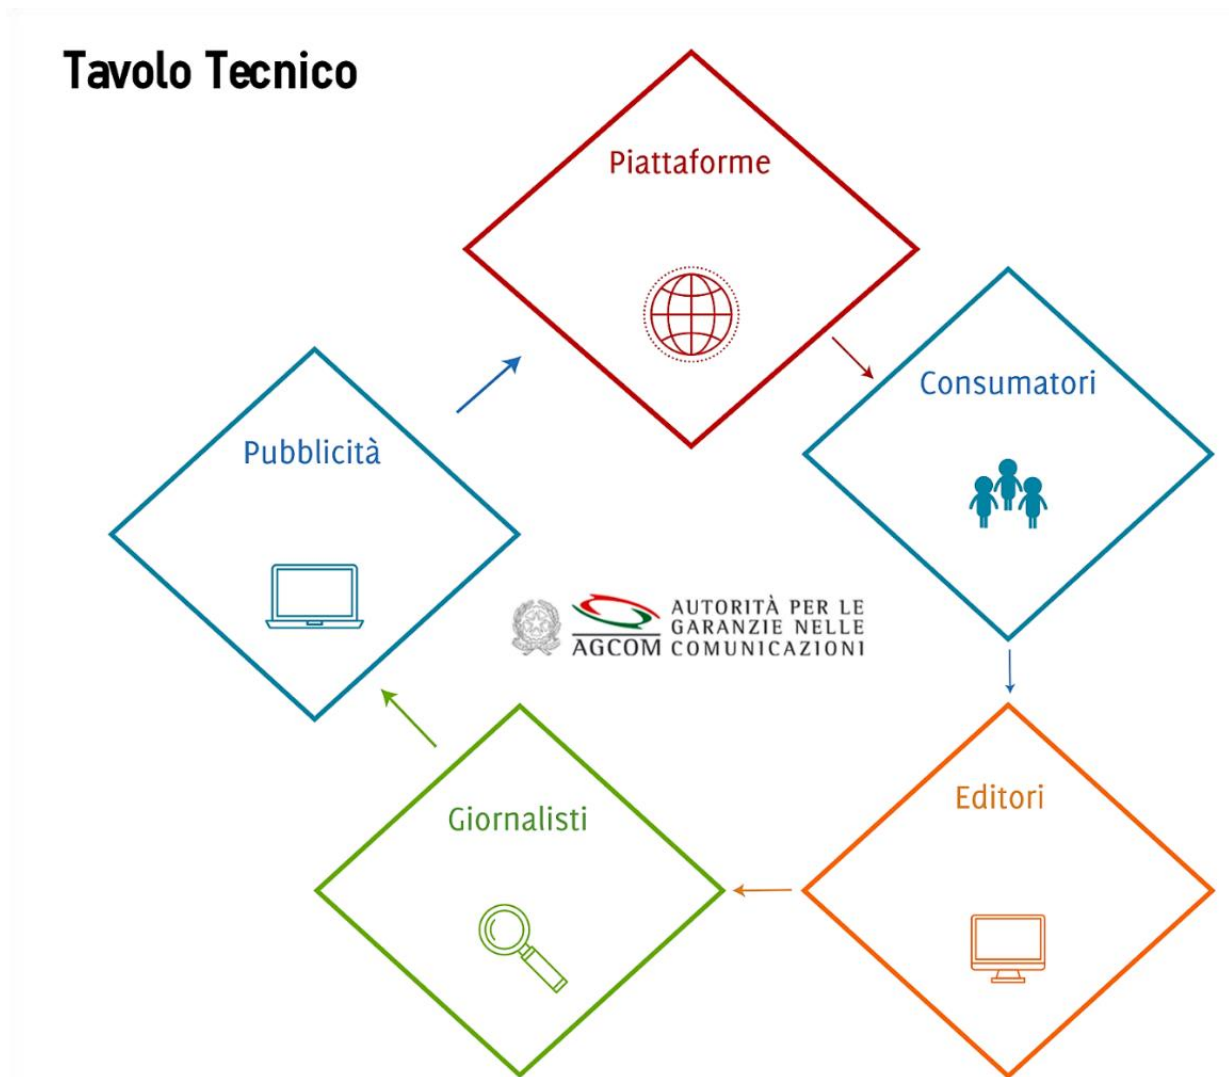 Tavolo Tecnico
Piattaforme
Consumatori
Pubblicità
AGCOM
AUTORITÀ PER LE
GARANZIE NELLE
COMUNICAZIONI
Editori
Giornalisti